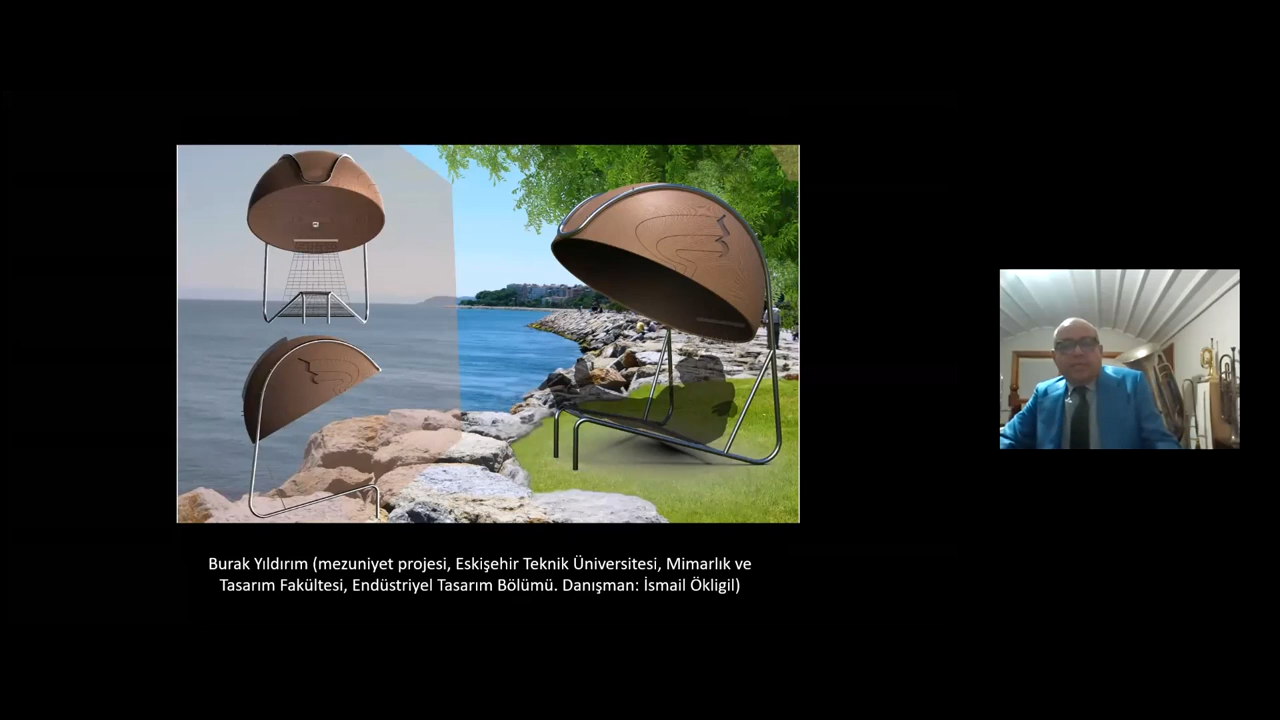 Burak Yıldırım (mezuniyet projesi, Eskişehir Teknik Üniversitesi, Mimarlık ve
Tasarım Fakültesi, Endüstriyel Tasarım Bölümü. Danışman: İsmail Ökligil)